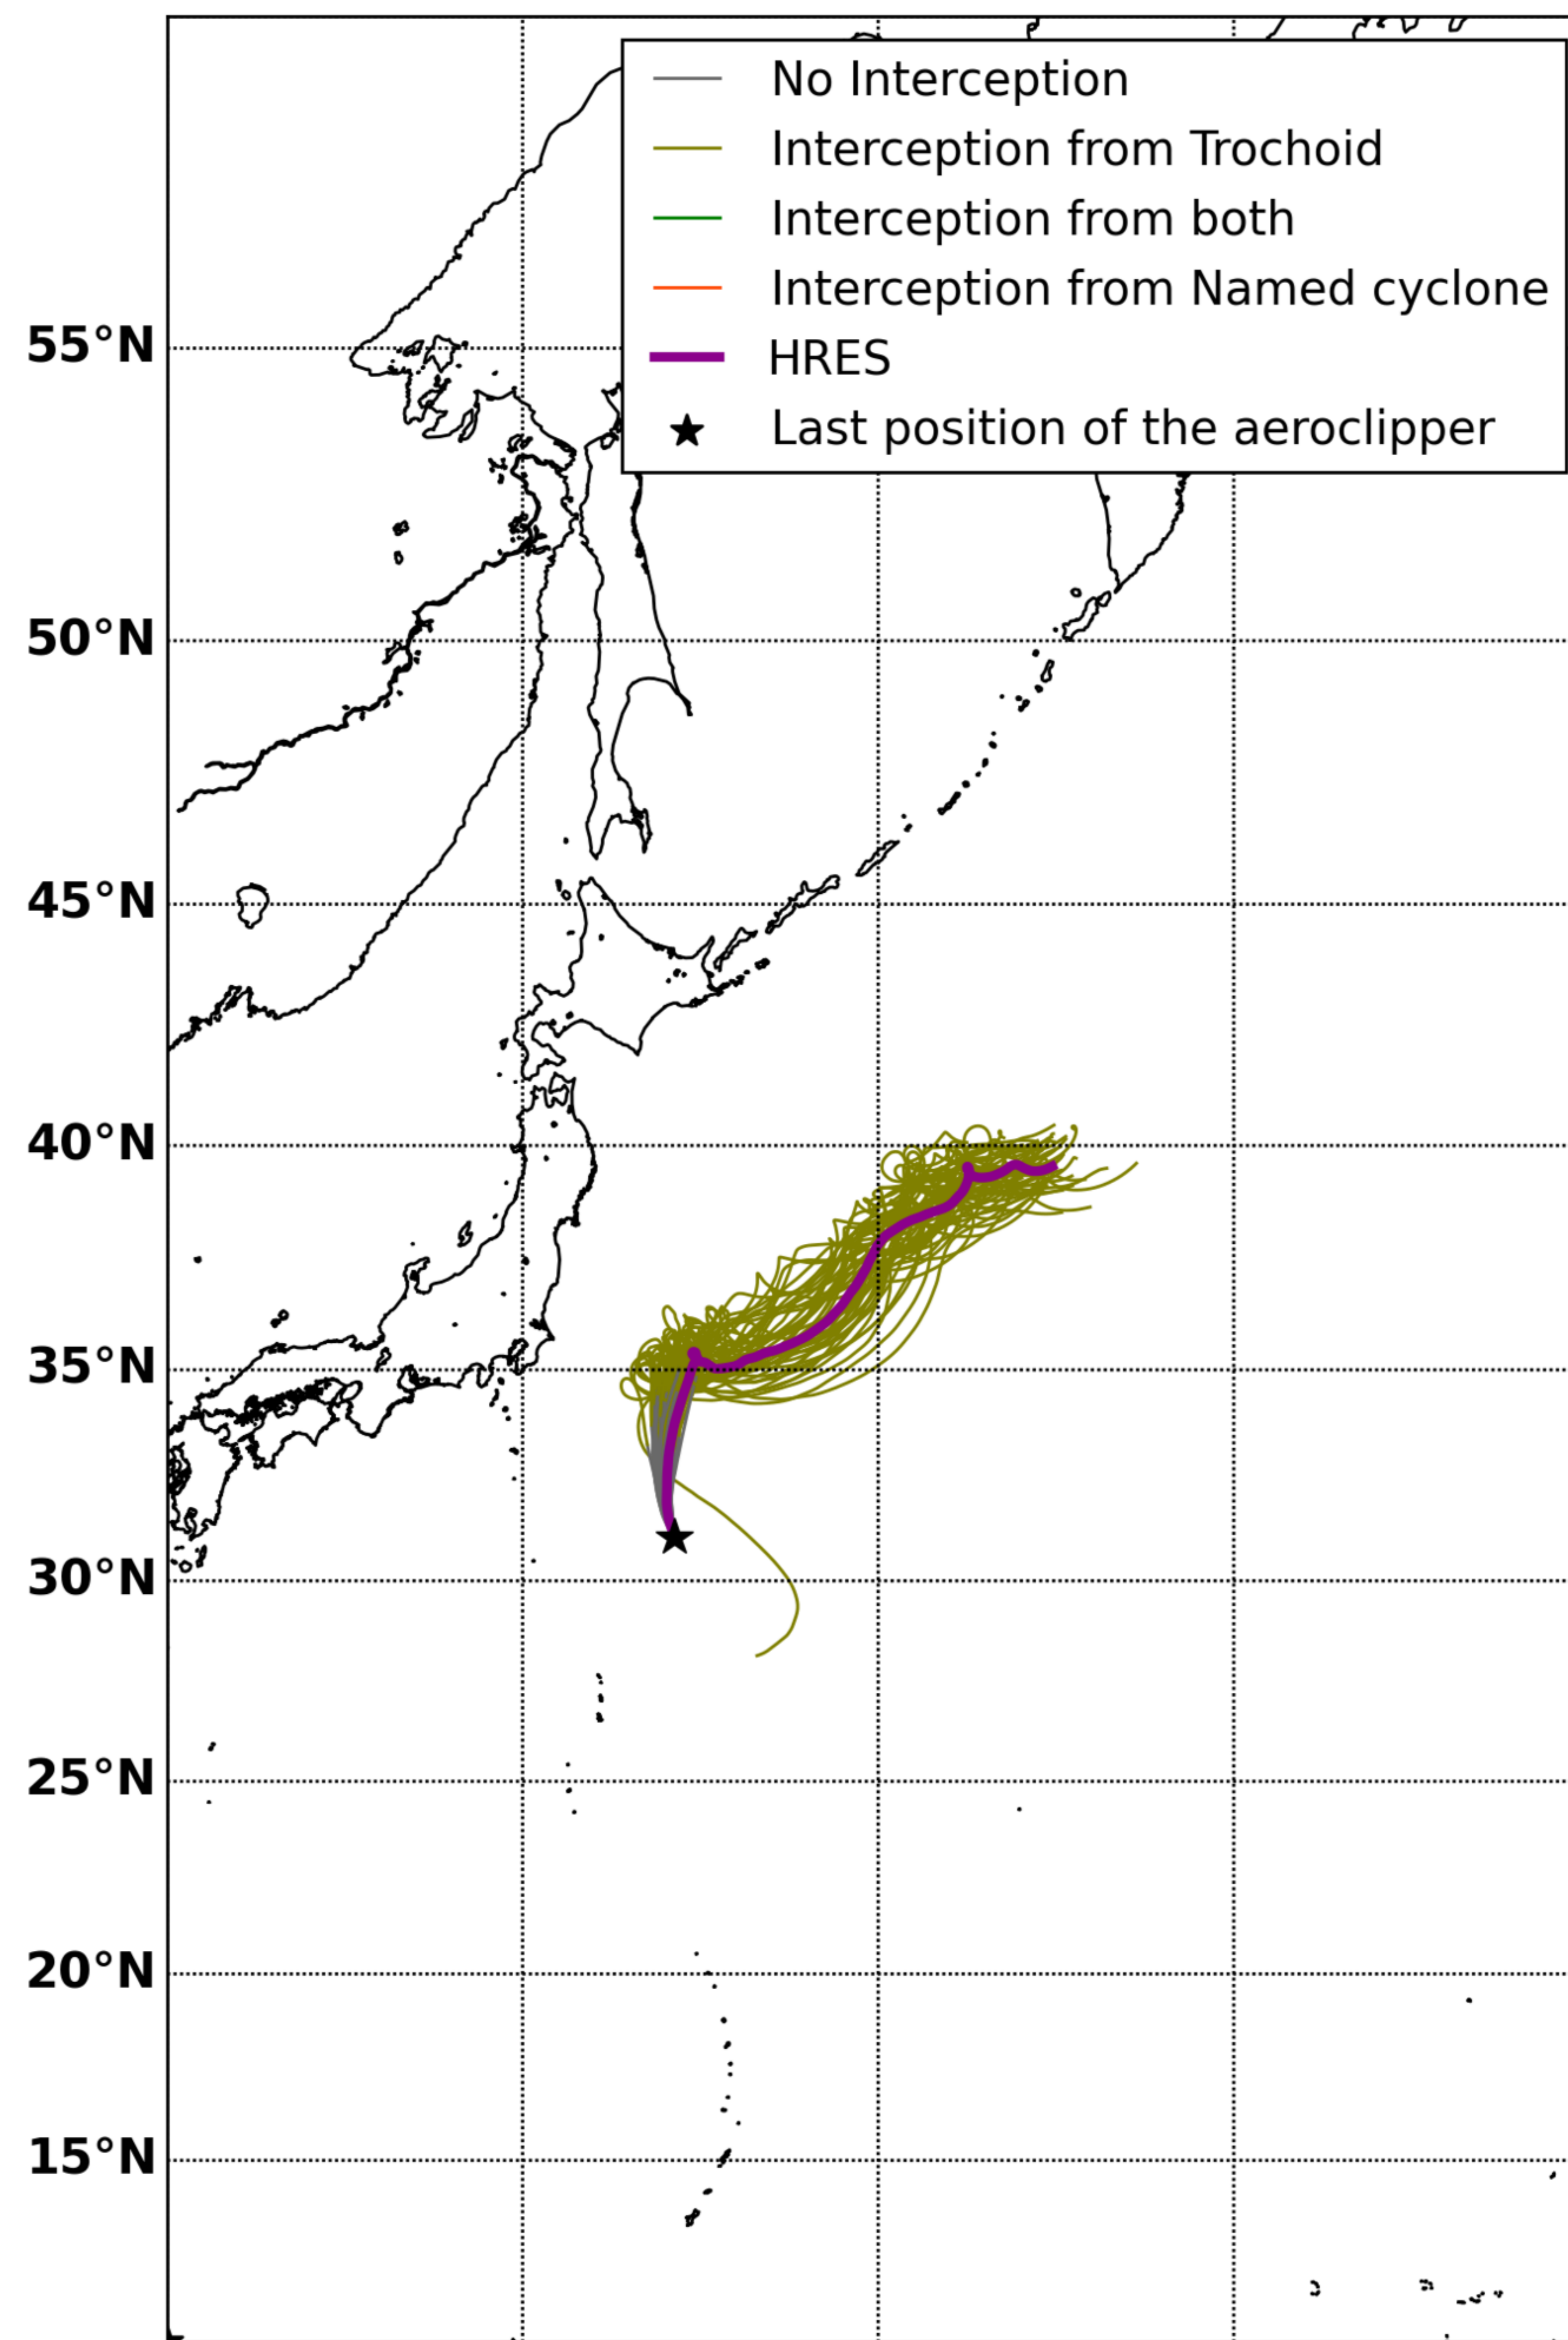 No Interception
Interception from Trochoid
Interception from both
Interception from Named cyclone
HRES
Last position of the aeroclipper
55°N
50°N
45°N
40°N
35°N
30°N
25°N
20°N
15°N